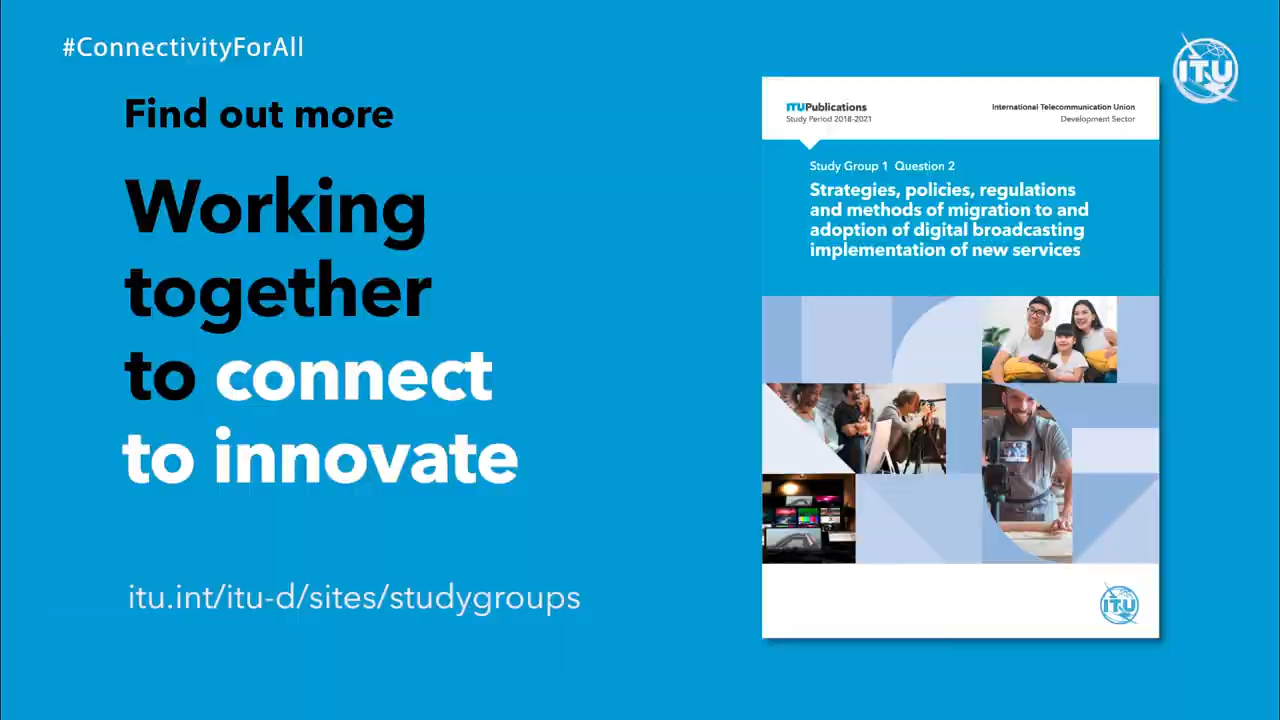 #ConnectivityForAll
ITU
Find out more
Working
together
to connect
to innovate
itu.int/itu-d/sites/studygroups
ITUPublications
Study Period 2018-2021
International Telecommunication Union
Development Sector
Study Group 1 Question 2
Strategies, policies, regulations
and methods of migration to and
adoption of digital broadcasting
implementation of new services
ITU